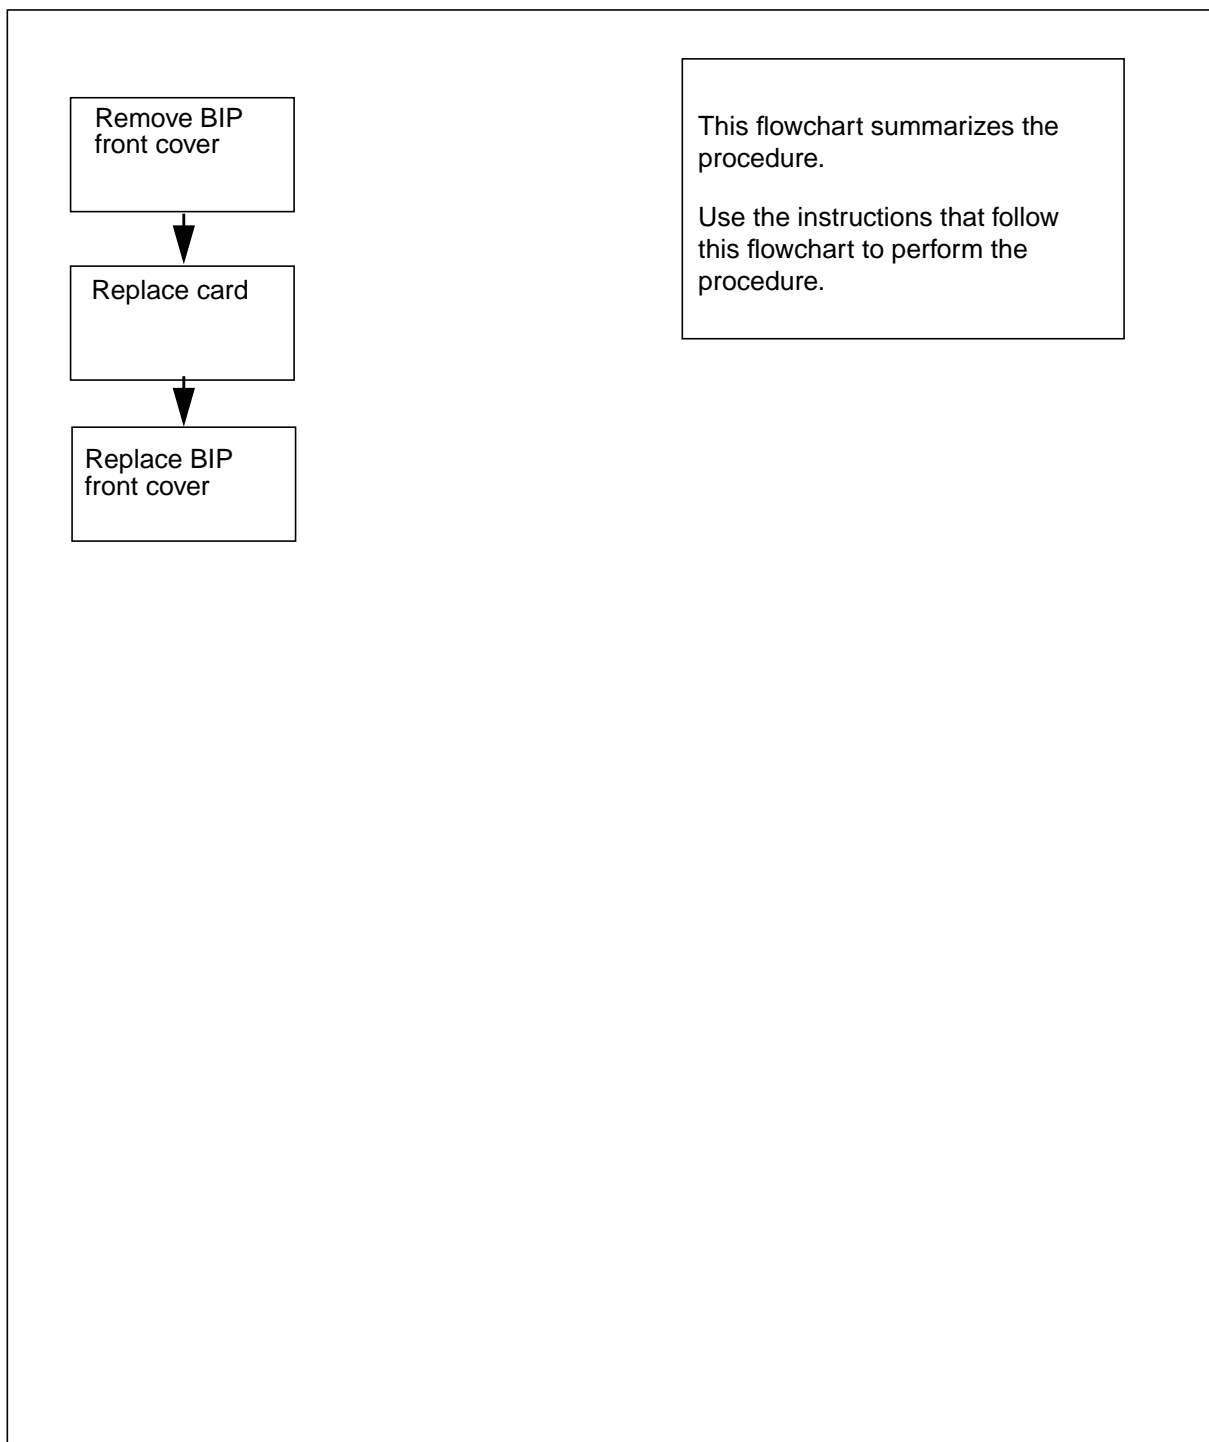 Remove BIP
front cover
Replace card
Replace BIP
front cover
This flowchart summarizes the
procedure.
Use the instructions that follow
this flowchart to perform the
procedure.